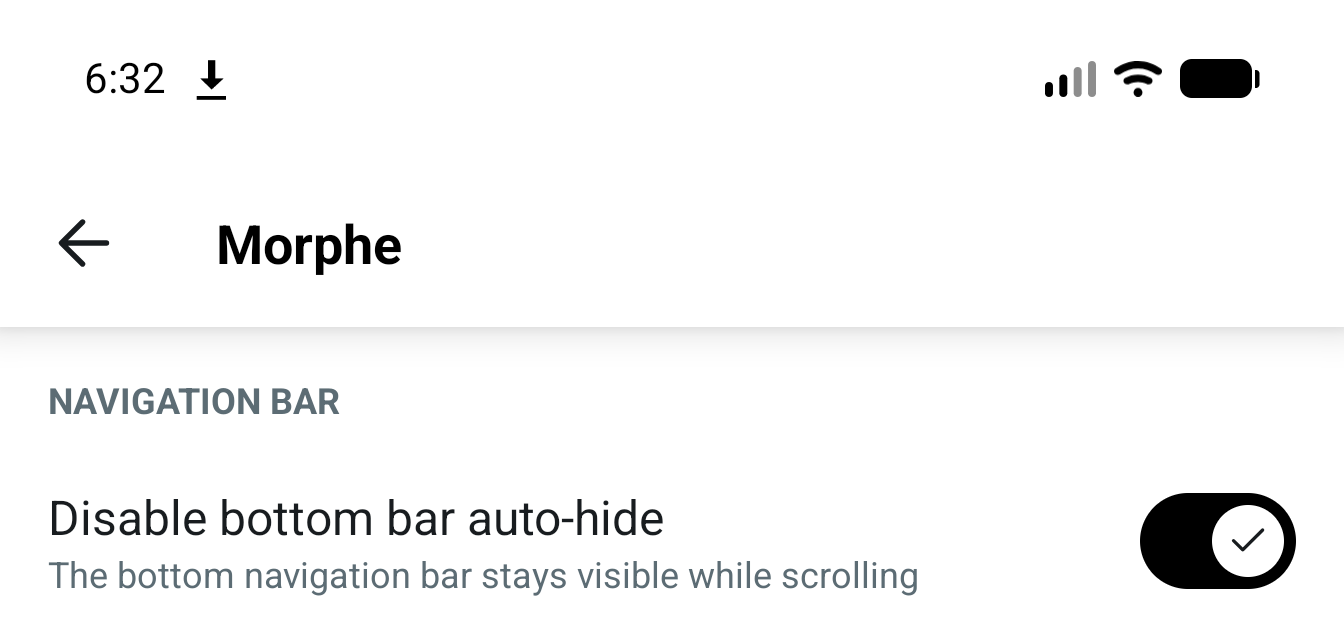 6:32
Morphe
NAVIGATION BAR
Disable bottom bar auto-hide
The bottom navigation bar stays visible while scrolling